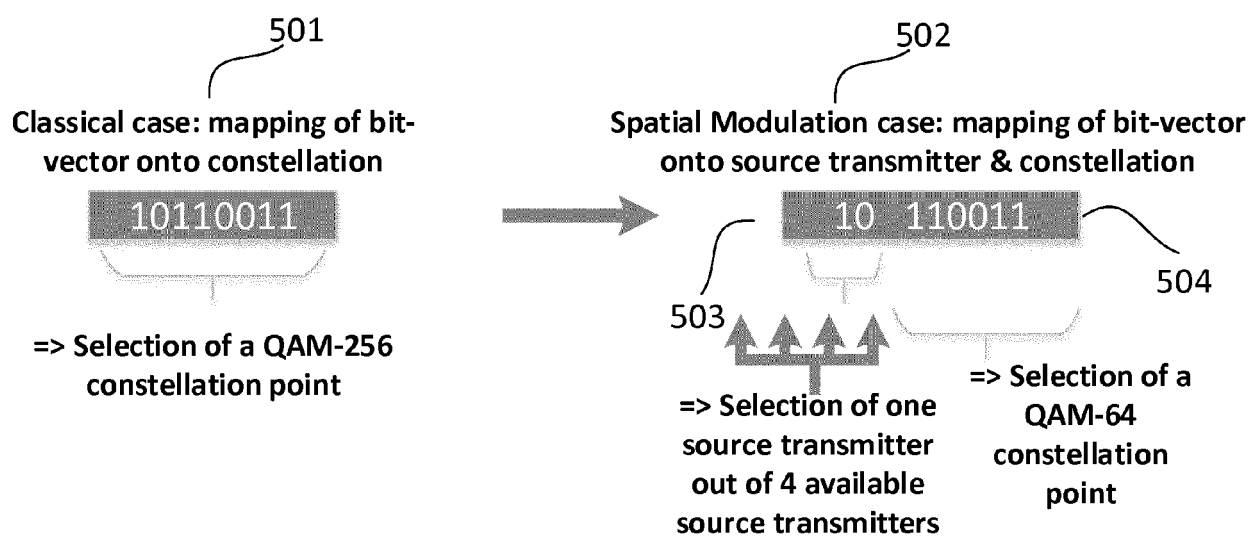 501
Classical case: mapping of bit-
vector onto constellation
10110011
=> Selection of a QAM-256
constellation point
502
Spatial Modulation case: mapping of bit-vector
onto source transmitter & constellation
10 110011
503
504
=> Selection of one
source transmitter
out of 4 available
source transmitters
=> Selection of a
QAM-64
constellation
point